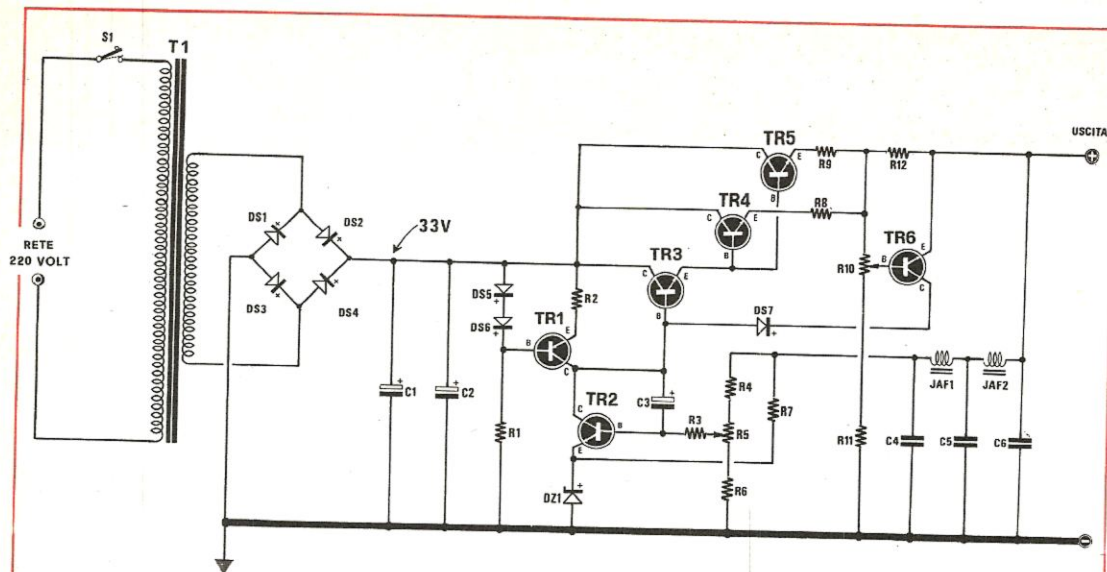 S1
T1
RETE
220 VOLT
DS1
DS2
DS3
DS4
33V
C1
C2
DS5
DS6
R1
R2
TR1
B
E
C
TR2
C
B
E
DZ1
C3
R3
TR3
C
E
B
TR4
C
E
B
TR5
C
E
B
R9
R8
R12
USCITA
R10
TR6
B
E
C
DS7
R4
R5
R6
R7
R11
C4
JAF1
C5
JAF2
C6